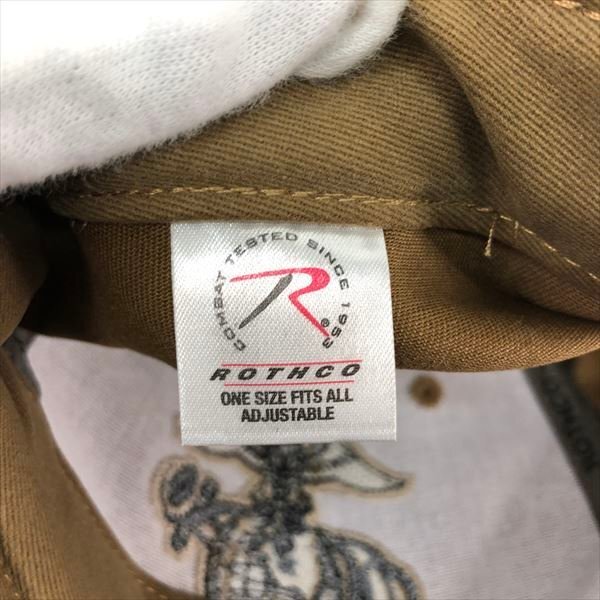 COMBAT TESTED SINCE 1953
R
®
ROTHCO
ONE SIZE FITS ALL
ADJUSTABLE